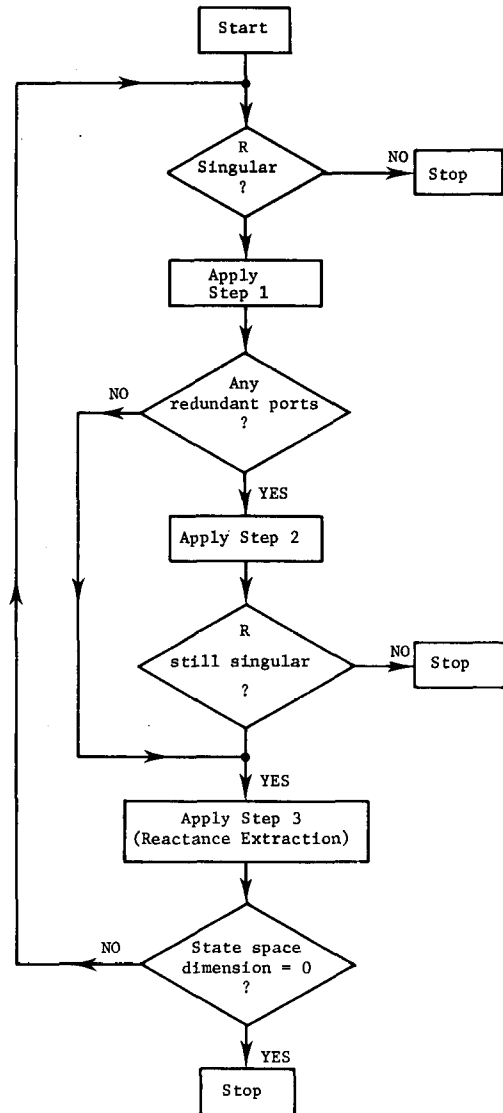 Start
R
Singular
?
NO
Stop
Apply
Step 1
Any
redundant ports
?
NO
YES
Apply Step 2
R
still singular
?
NO
Stop
YES
Apply Step 3
(Reactance Extraction)
State space
dimension = 0
?
NO
YES
Stop